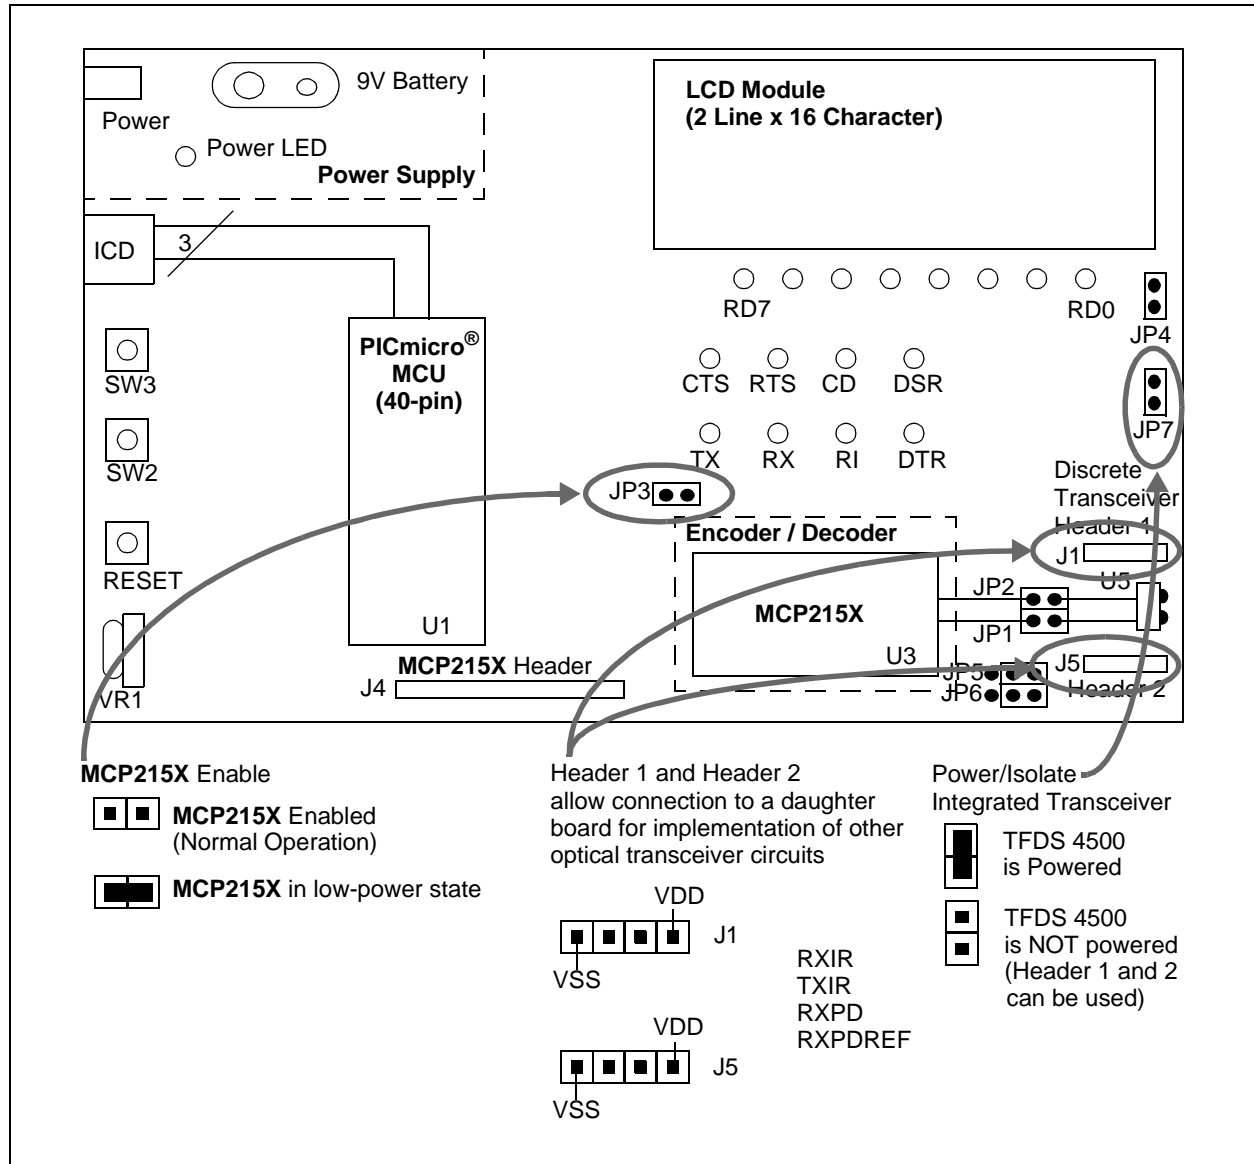 9V Battery
Power
Power LED
Power Supply
LCD Module
(2 Line x 16 Character)
ICD
3
RD7
RD0
JP4
PICmicro®
MCU
(40-pin)
U1
SW3
SW2
RESET
VR1
CTS RTS CD DSR
TX RX RI DTR
JP7
JP3
Discrete
Transceiver
Header 1
J1
Encoder / Decoder
MCP215X
U3
JP2
JP1
U5
JP5
JP6
J5
Header 2
MCP215X Header
J4
MCP215X Enable
MCP215X Enabled
(Normal Operation)
MCP215X in low-power state
Header 1 and Header 2
allow connection to a daughter
board for implementation of other
optical transceiver circuits
VDD
J1
VSS
VDD
J5
VSS
RXIR
TXIR
RXPD
RXPDREF
Power/Isolate
Integrated Transceiver
TFDS 4500
is Powered
TFDS 4500
is NOT powered
(Header 1 and 2
can be used)